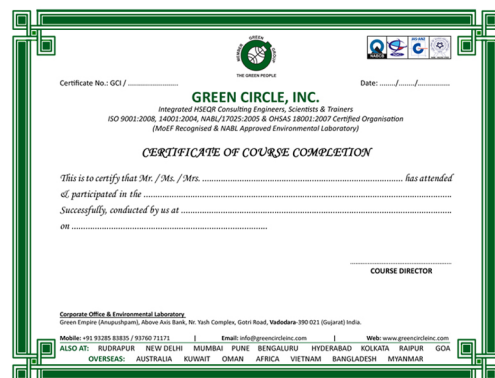 MEMBER GREEN GROUP
THE GREEN PEOPLE
Certificate No.: GCI / ........................
Date: ......../......../................
GREEN CIRCLE, INC.
Integrated HSEQR Consulting Engineers, Scientists & Trainers
ISO 9001:2008, 14001:2004, NABL/17025:2005 & OHSAS 18001:2007 Certified Organisation
(MoEF Recognised & NABL Approved Environmental Laboratory)
CERTIFICATE OF COURSE COMPLETION
This is to certify that Mr. / Ms. / Mrs. .................................................................................... has attended
& participated in the .................................................................................................................................
Successfully, conducted by us at .................................................................................................................
on ..................................................................................
..................................................
COURSE DIRECTOR
Corporate Office & Environmental Laboratory
Green Empire (Anupushpam), Above Axis Bank, Nr. Yash Complex, Gotri Road, Vadodara-390 021 (Gujarat) India.
Mobile: +91 93285 83835 / 93760 71171 | Email: info@greencircleinc.com | Web: www.greencircleinc.com
ALSO AT: RUDRAPUR NEW DELHI MUMBAI PUNE BENGALURU HYDERABAD KOLKATA RAIPUR GOA
OVERSEAS: AUSTRALIA KUWAIT OMAN AFRICA VIETNAM BANGLADESH MYANMAR